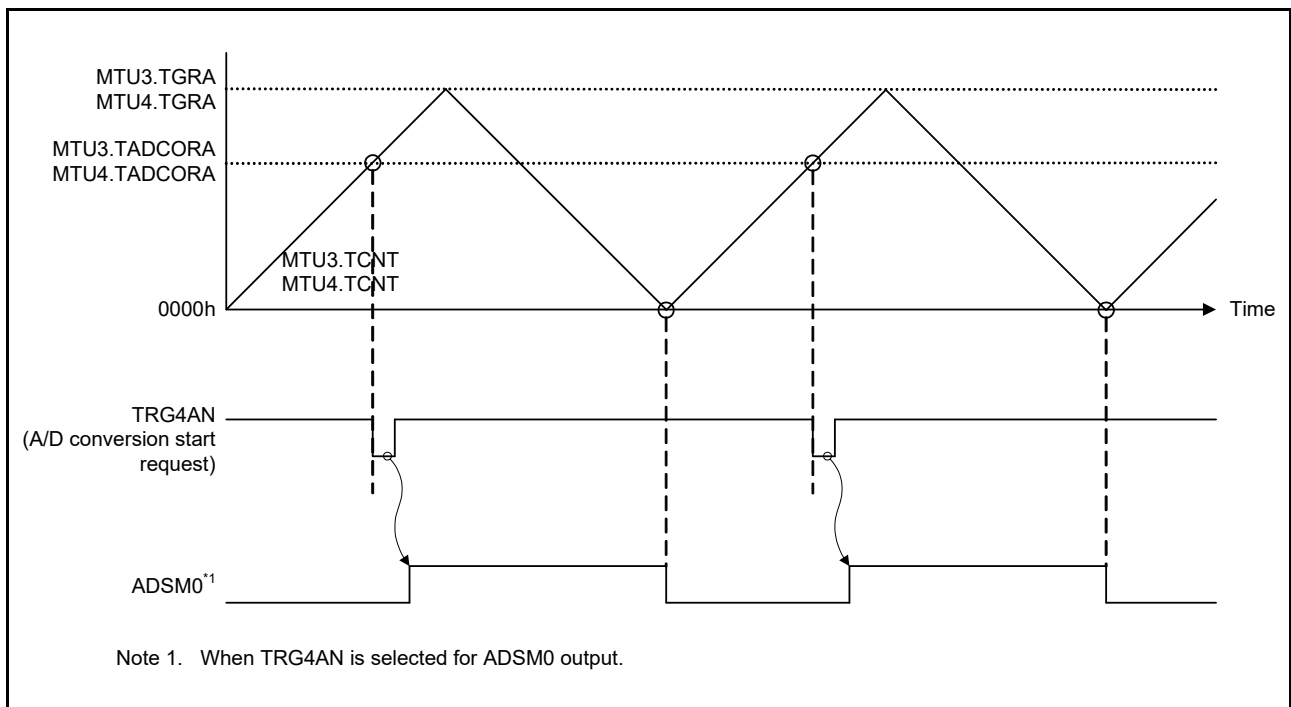 MTU3.TGRA
MTU4.TGRA
MTU3.TADCORA
MTU4.TADCORA
MTU3.TCNT
MTU4.TCNT
0000h
Time
TRG4AN
(A/D conversion start
request)
ADSM0*1
Note 1. When TRG4AN is selected for ADSM0 output.